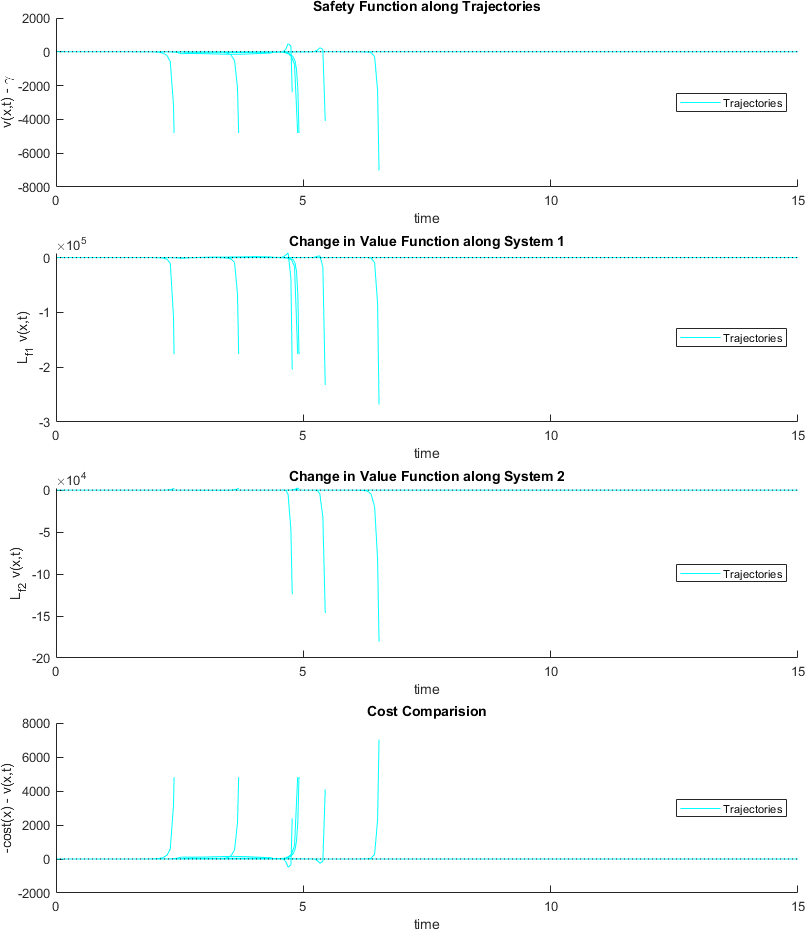 Safety Function along Trajectories
2000
0
-2000
-4000
-6000
-8000
v(x,t) - γ
Trajectories
0 5 10 15
time
Change in Value Function along System 1
×10^5
0
-1
-2
-3
L_f1 v(x,t)
Trajectories
0 5 10 15
time
Change in Value Function along System 2
×10^4
0
-5
-10
-15
-20
L_f2 v(x,t)
Trajectories
0 5 10 15
time
Cost Comparision
8000
6000
4000
2000
0
-2000
-cost(x) - v(x,t)
Trajectories
0 5 10 15
time